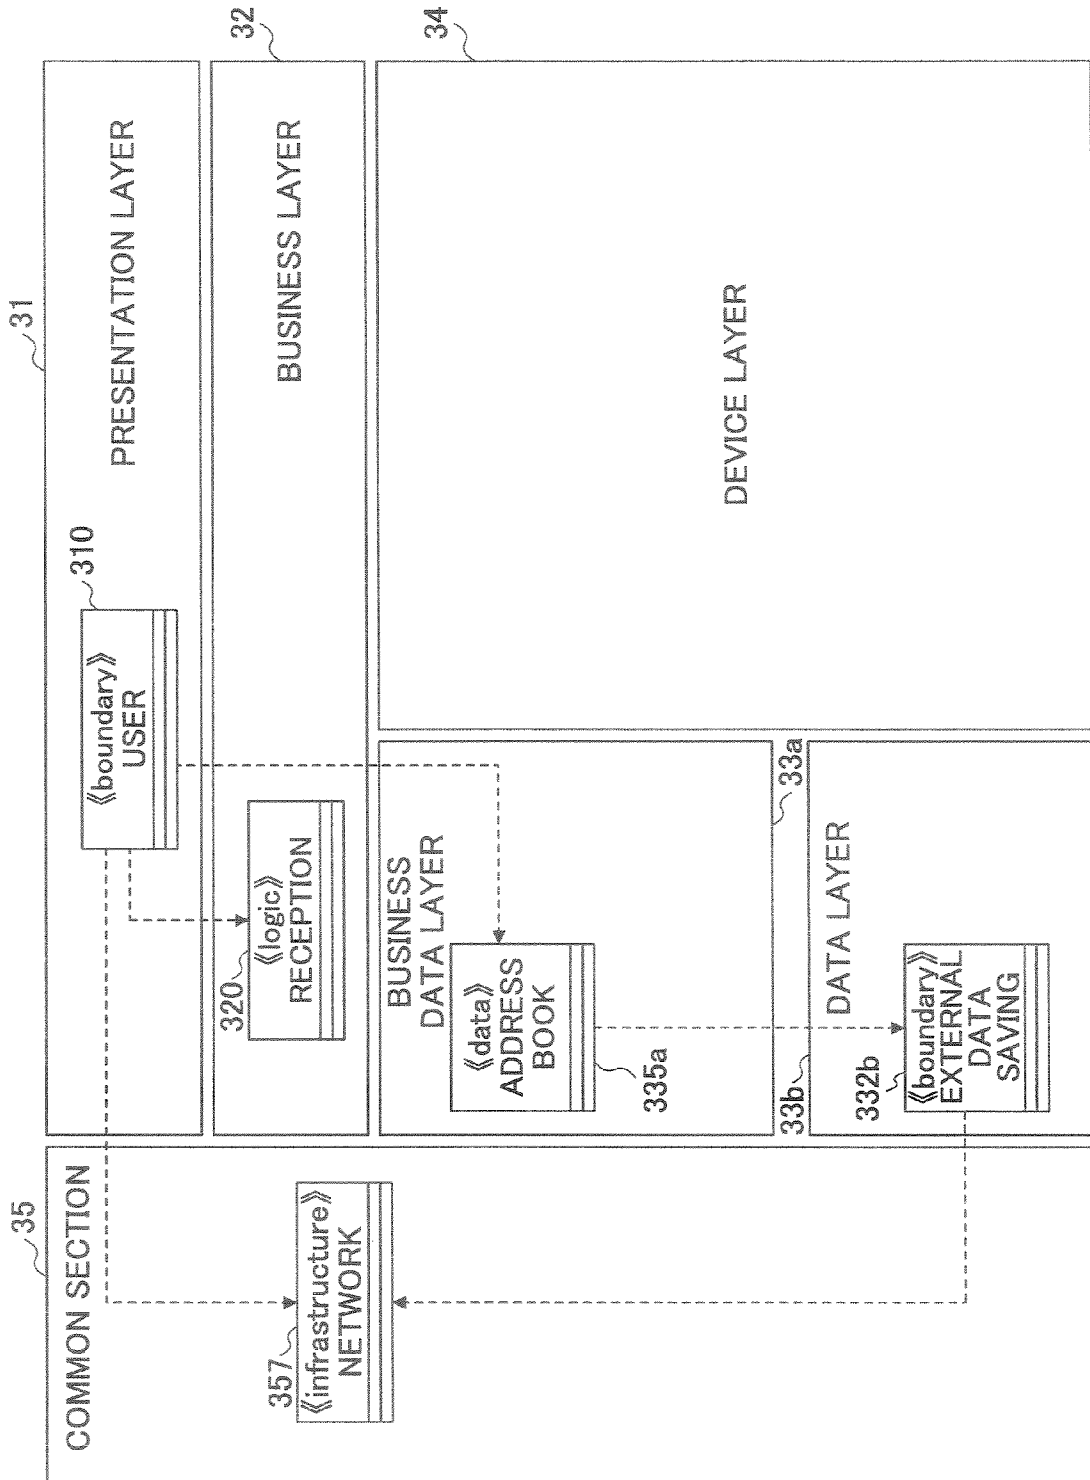 35
COMMON SECTION
357
《infrastructure》
NETWORK
31
PRESENTATION LAYER
310
《boundary》
USER
32
BUSINESS LAYER
320
《logic》
RECEPTION
BUSINESS
DATA LAYER
《data》
ADDRESS
BOOK
335a
33a
33b
DATA LAYER
332b
《boundary》
EXTERNAL
DATA
SAVING
34
DEVICE LAYER